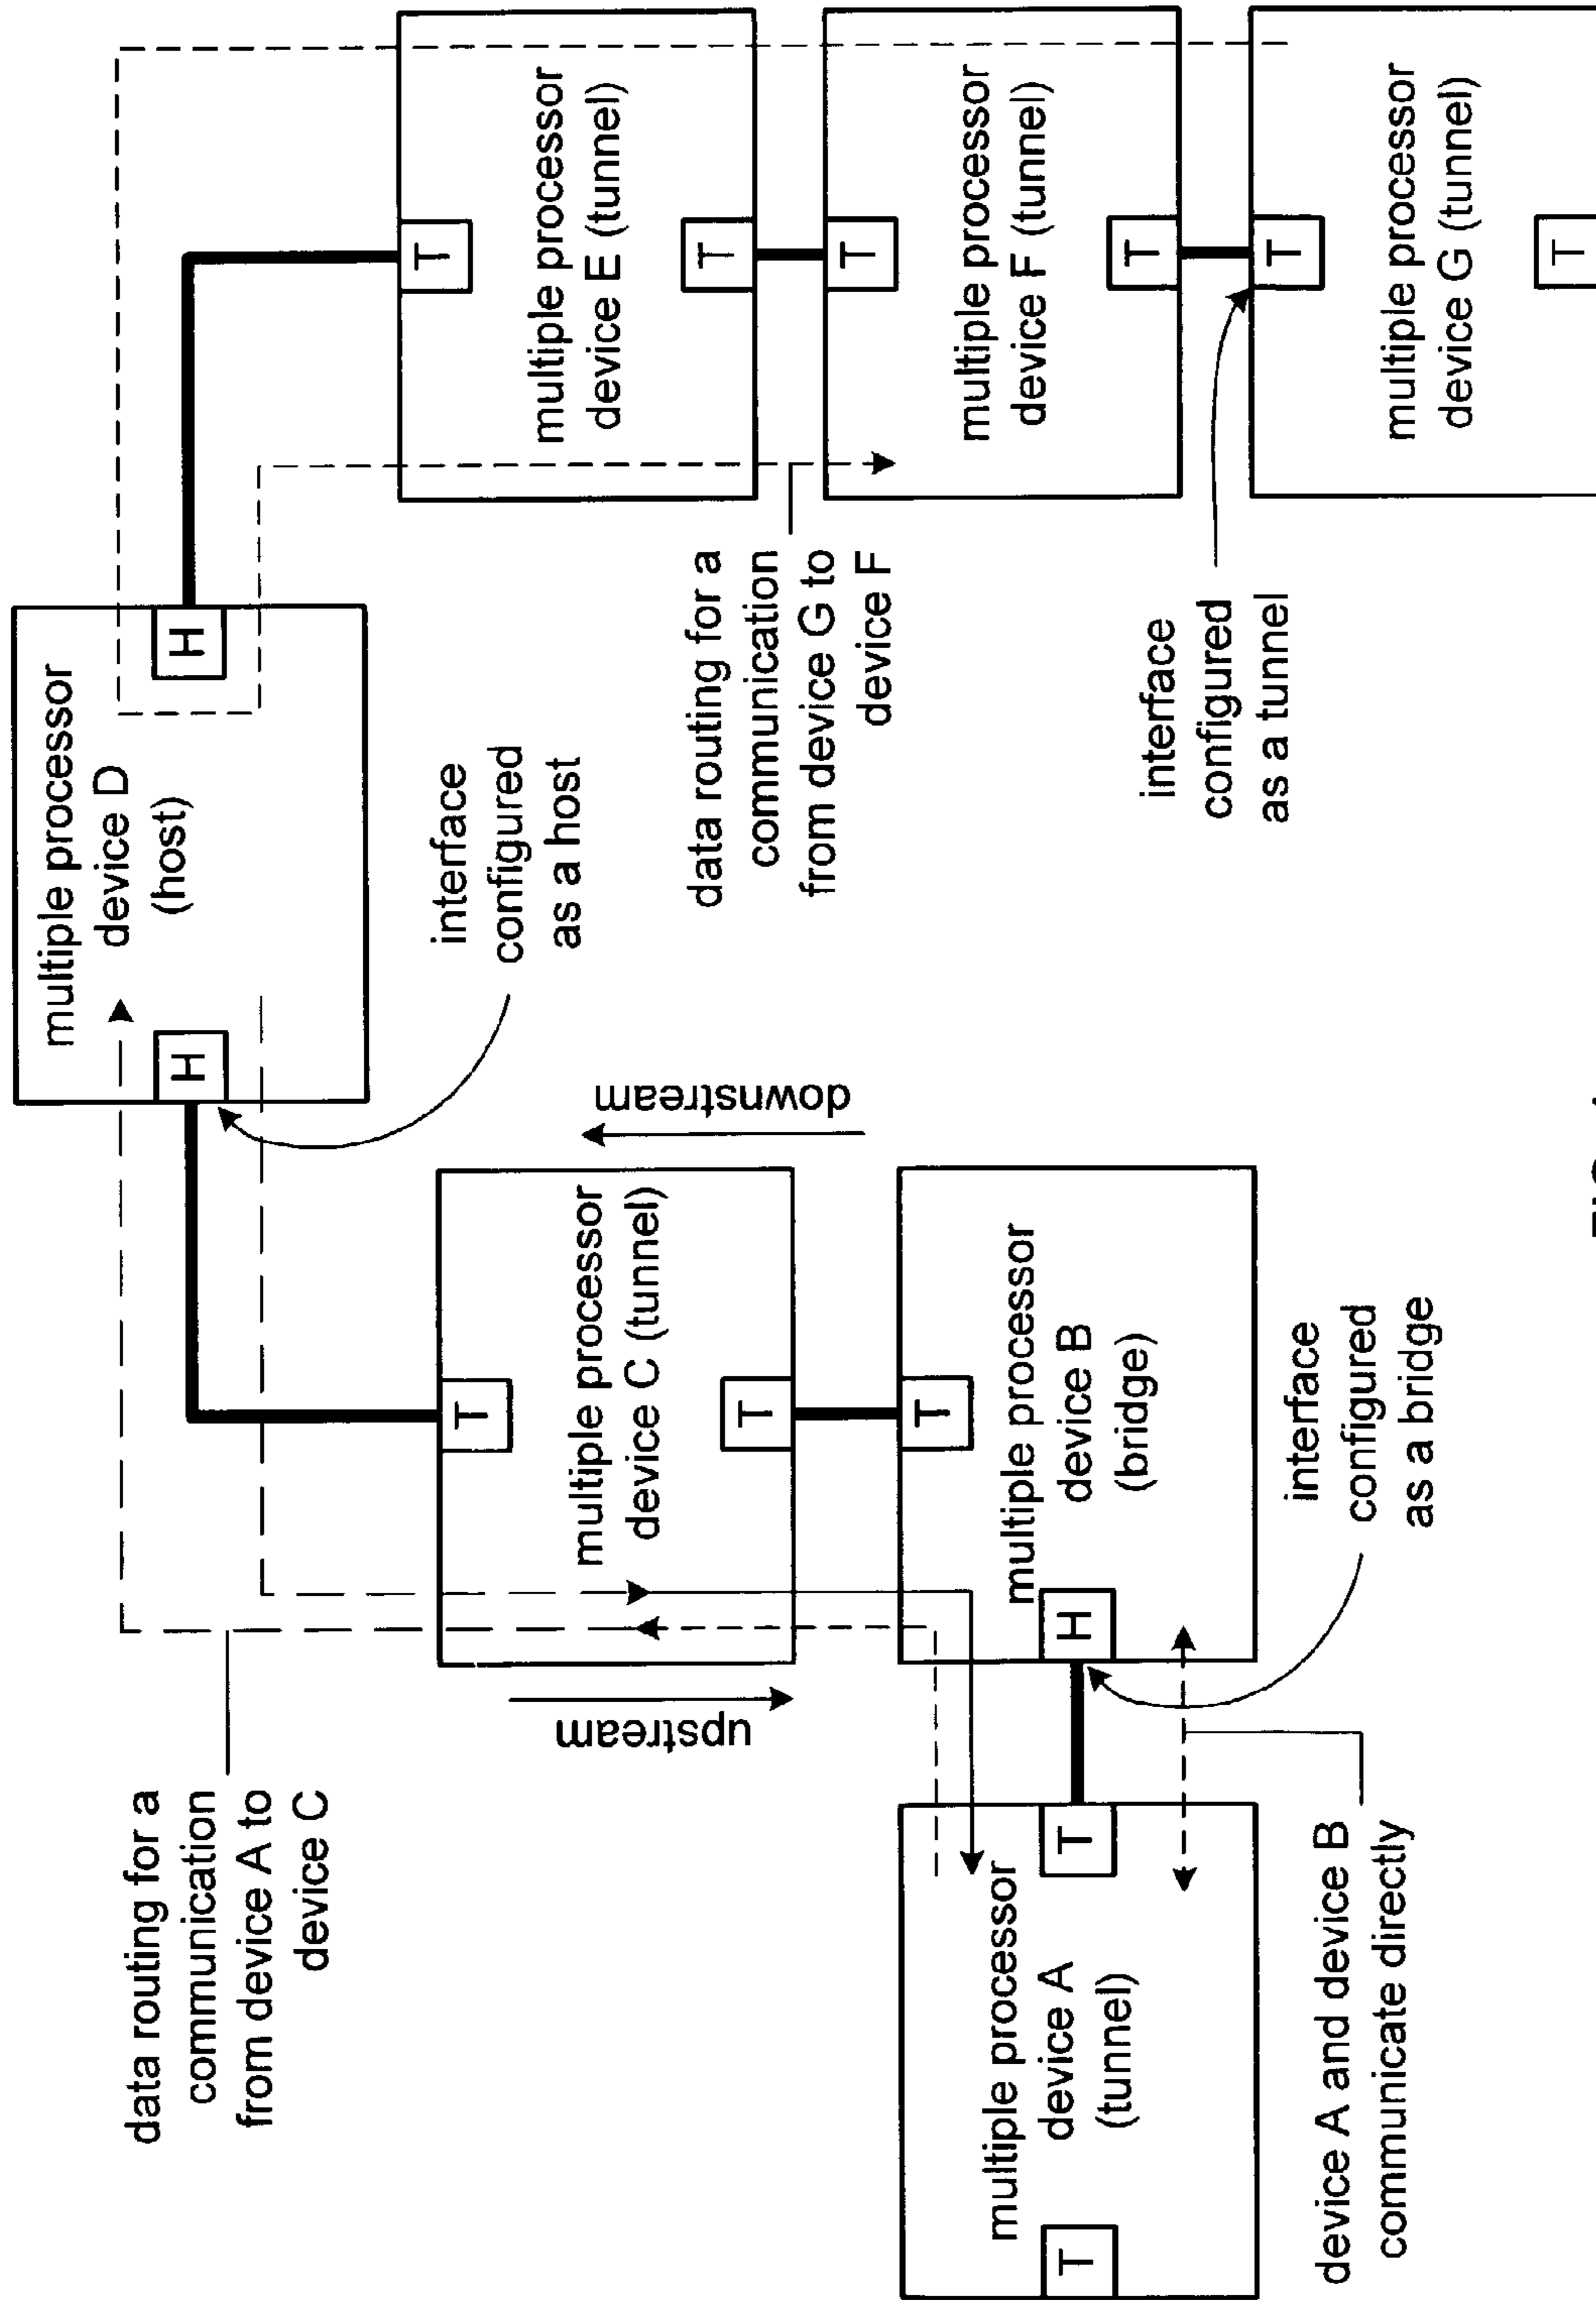 multiple processor
device D
(host)
H
H
interface
configured
as a host
data routing for a
communication
from device A to
device C
upstream
downstream
T
multiple processor
device C (tunnel)
T
T
multiple processor
device B
(bridge)
H
interface
configured
as a bridge
T
multiple processor
device A
(tunnel)
T
device A and device B
communicate directly
T
multiple processor
device E (tunnel)
T
data routing for a
communication
from device G to
device F
T
multiple processor
device F (tunnel)
T
interface
configured
as a tunnel
T
multiple processor
device G (tunnel)
T